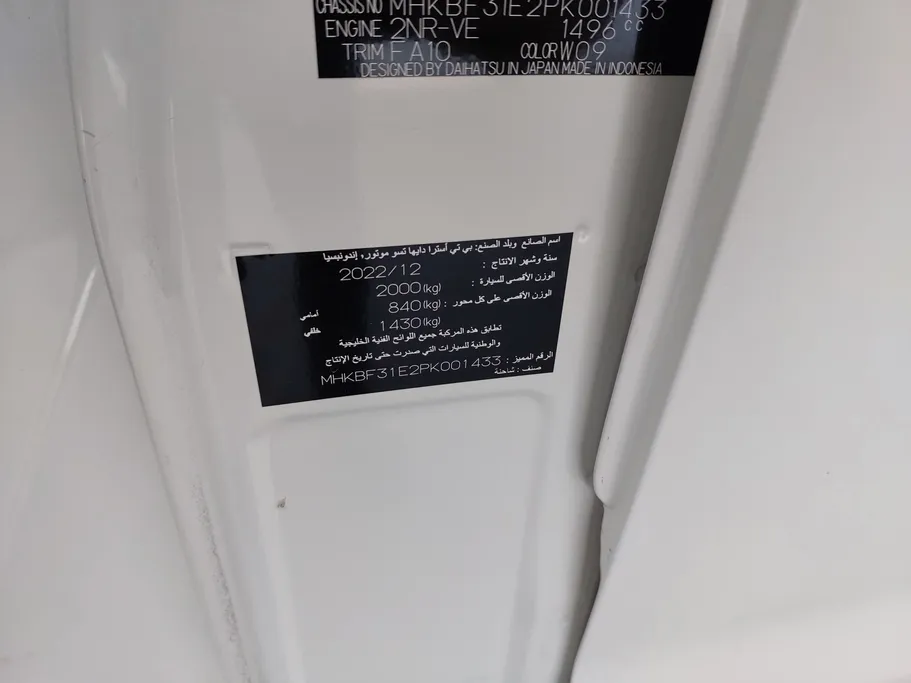 CHASSIS NO MHKBF31E2PK001433
ENGINE 2NR-VE 1496 CC
TRIM FA10 COLOR W09
DESIGNED BY DAIHATSU IN JAPAN MADE IN INDONESIA
اسم الصانع وبلد الصنع: بي تي أسترا دايهاتسو موتور، إندونيسيا
سنة وشهر الانتاج : 2022/12
الوزن الأقصى للسيارة : 2000(kg)
الوزن الأقصى على كل محور : 840(kg) أمامي
1430(kg) خلفي
تطابق هذه المركبة جميع اللوائح الفنية الخليجية
والوطنية للسيارات التي صدرت حتى تاريخ الإنتاج
الرقم المميز : MHKBF31E2PK001433
صنف : شاحنة